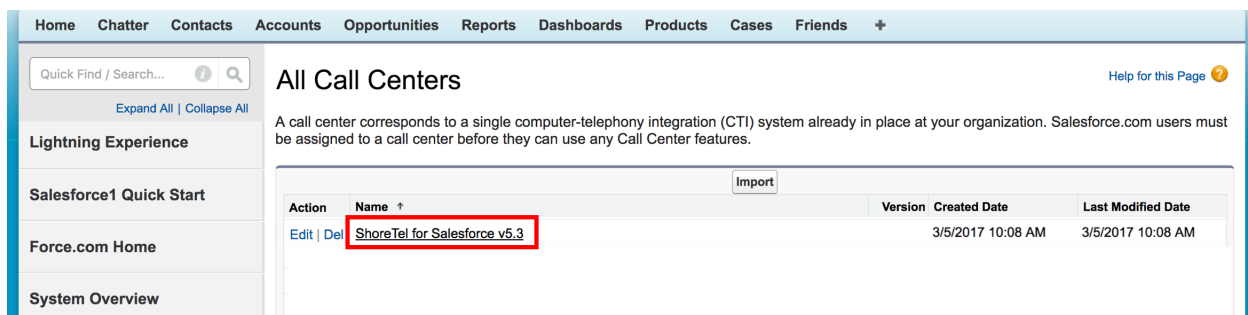 Home Chatter Contacts Accounts Opportunities Reports Dashboards Products Cases Friends +
Quick Find / Search...
Expand All | Collapse All
Lightning Experience
Salesforce1 Quick Start
Force.com Home
System Overview
All Call Centers
Help for this Page ?
A call center corresponds to a single computer-telephony integration (CTI) system already in place at your organization. Salesforce.com users must
be assigned to a call center before they can use any Call Center features.
Import
Action Name ↑ Version Created Date Last Modified Date
Edit | Del ShoreTel for Salesforce v5.3 3/5/2017 10:08 AM 3/5/2017 10:08 AM